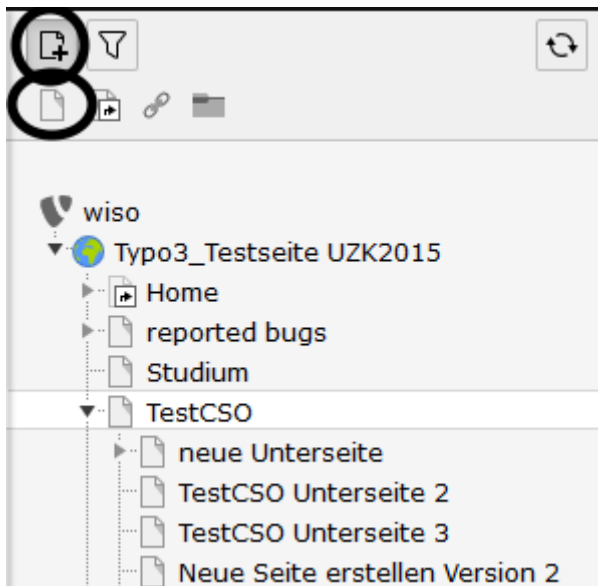 wiso
Typo3_Testseite UZK2015
Home
reported bugs
Studium
TestCSO
neue Unterseite
TestCSO Unterseite 2
TestCSO Unterseite 3
Neue Seite erstellen Version 2